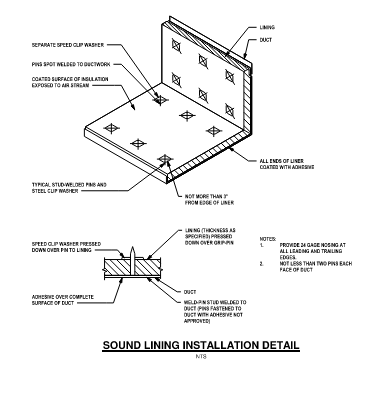 LINING
DUCT
SEPARATE SPEED CLIP WASHER
PINS SPOT WELDED TO DUCTWORK
COATED SURFACE OF INSULATION
EXPOSED TO AIR STREAM
ALL ENDS OF LINER
COATED WITH ADHESIVE
TYPICAL STUD-WELDED PINS AND
STEEL CLIP WASHER
NOT MORE THAN 3"
FROM EDGE OF LINER
LINING (THICKNESS AS
SPECIFIED) PRESSED
DOWN OVER GRIP-PIN
SPEED CLIP WASHER PRESSED
DOWN OVER PIN TO LINING
NOTES:
1. PROVIDE 24 GAGE NOSING AT
ALL LEADING AND TRAILING
EDGES.
2. NOT LESS THAN TWO PINS EACH
FACE OF DUCT
DUCT
ADHESIVE OVER COMPLETE
SURFACE OF DUCT
WELD-PIN STUD WELDED TO
DUCT (PINS FASTENED TO
DUCT WITH ADHESIVE NOT
APPROVED)
SOUND LINING INSTALLATION DETAIL
NTS